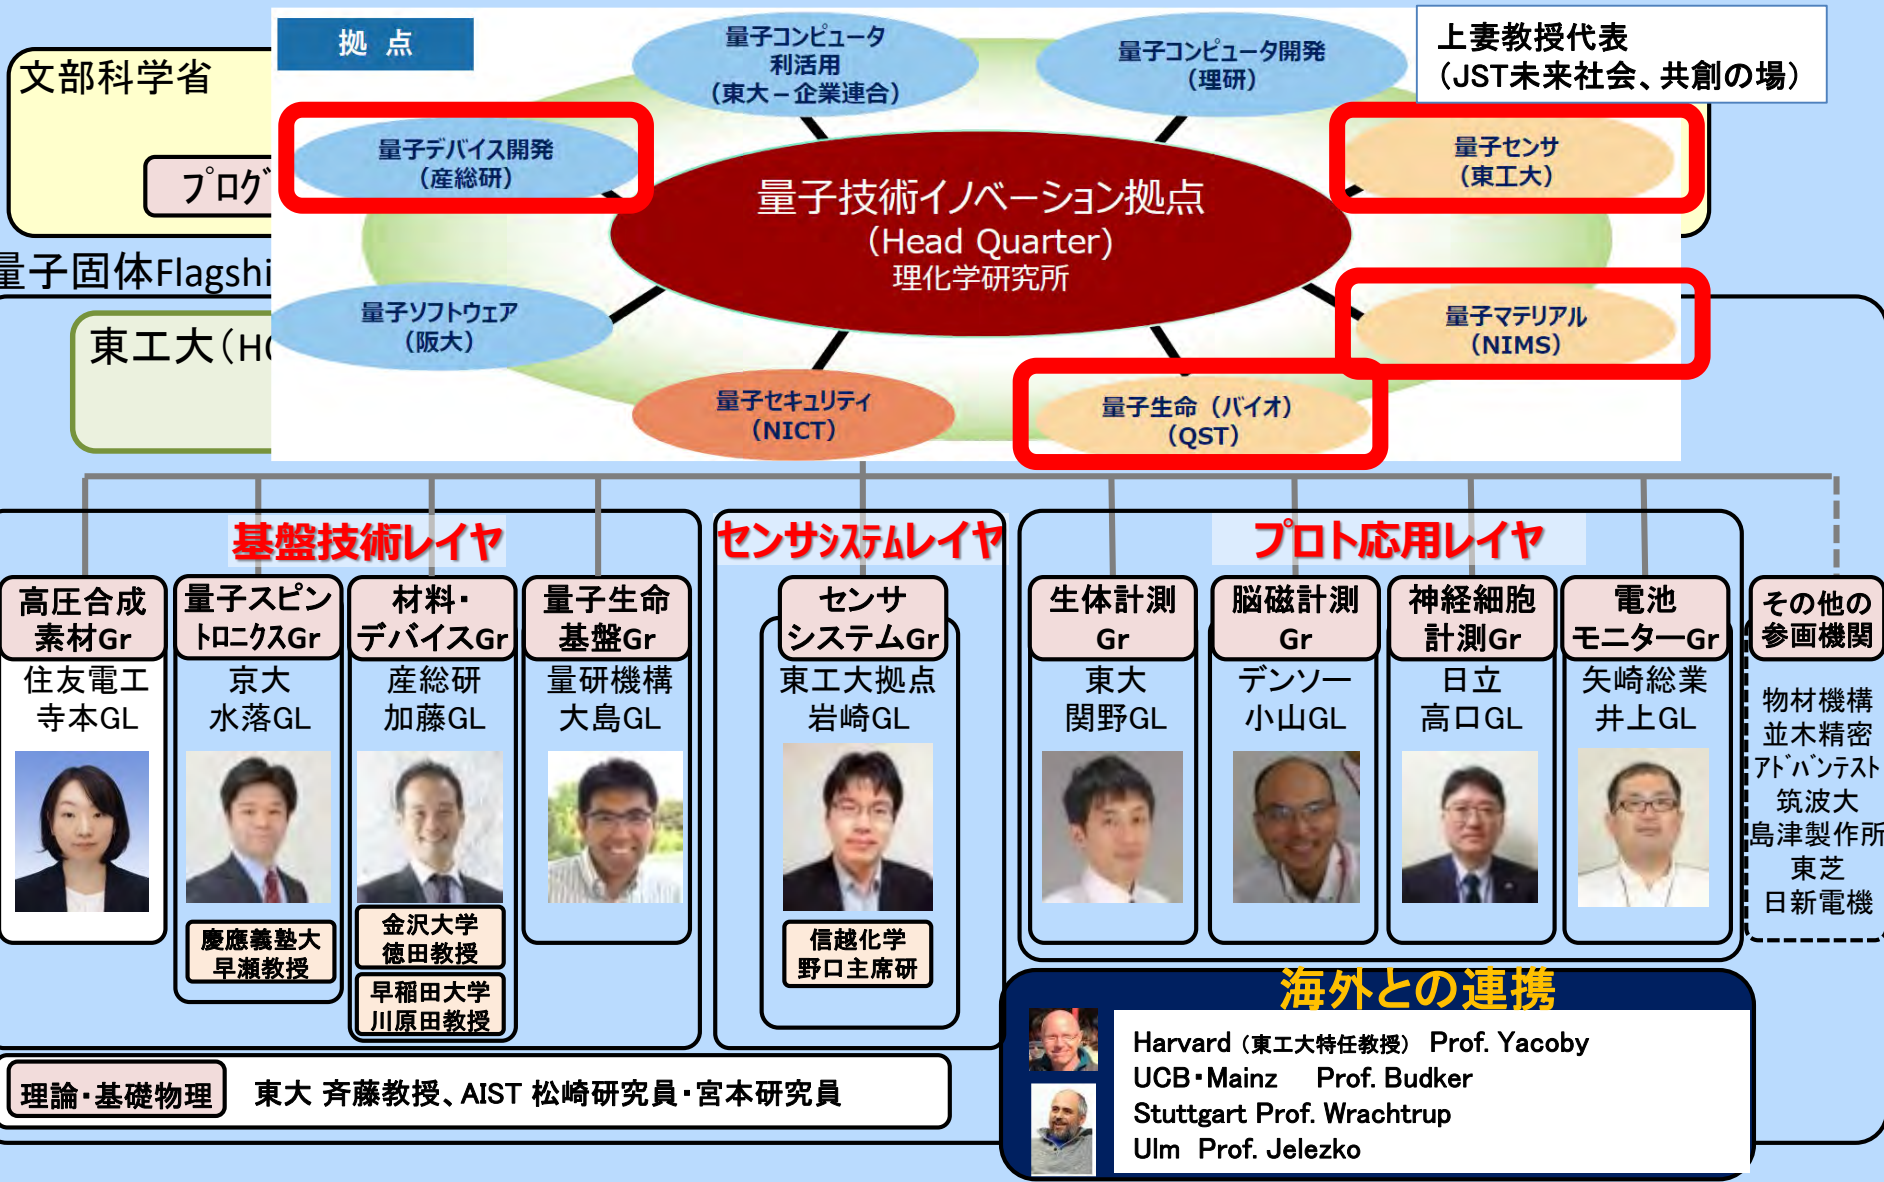 拠 点
量子コンピュータ
利活用
(東大－企業連合)
量子コンピュータ開発
(理研)
上妻教授代表
(JST未来社会、共創の場)
文部科学省
量子デバイス開発
(産総研)
量子センサ
(東工大)
プログ
量子技術イノベーション拠点
(Head Quarter)
理化学研究所
量子固体Flagshi
量子ソフトウェア
(阪大)
量子マテリアル
(NIMS)
東工大(H
量子セキュリティ
(NICT)
量子生命(バイオ)
(QST)
基盤技術レイヤ
センサシステムレイヤ
プロト応用レイヤ
高圧合成
素材Gr
住友電工
寺本GL
量子スピン
トロニクスGr
京大
水落GL
慶應義塾大
早瀬教授
材料・
デバイスGr
産総研
加藤GL
金沢大学
徳田教授
早稲田大学
川原田教授
量子生命
基盤Gr
量研機構
大島GL
センサ
システムGr
東工大拠点
岩崎GL
信越化学
野口主席研
生体計測
Gr
東大
関野GL
脳磁計測
Gr
デンソー
小山GL
神経細胞
計測Gr
日立
高口GL
電池
モニターGr
矢崎総業
井上GL
その他の
参画機関
物材機構
並木精密
アドバンテスト
筑波大
島津製作所
東芝
日新電機
理論・基礎物理
東大 斉藤教授、AIST 松崎研究員・宮本研究員
海外との連携
Harvard (東工大特任教授) Prof. Yacoby
UCB・Mainz Prof. Budker
Stuttgart Prof. Wrachtrup
Ulm Prof. Jelezko